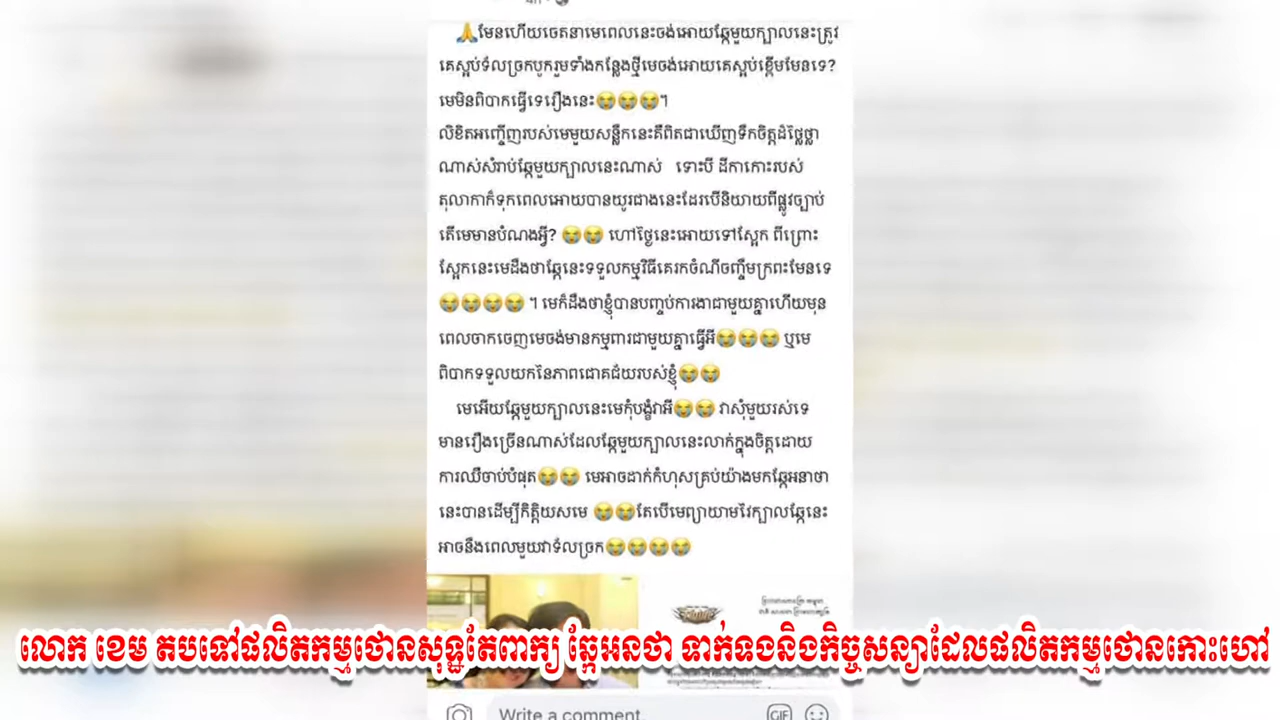 🙏មែនហើយចេតនាមេពេលនេះចង់អោយឆ្កែមួយក្បាលនេះត្រូវ
គេស្អប់ទ័លច្រកបូករួមទាំងកន្លែងថ្មីមេចង់អោយគេស្អប់ខ្ពើមមែនទេ?
មេមិនពិបាកធ្វើទេរឿងនេះ😭😭😭។
លិខិតអញ្ចើញរបស់មេមួយសន្លឹកនេះគឺពិតជាឃើញទឹកចិត្តដ៏ថ្លៃថ្លា
ណាស់សំរាប់ឆ្កែមួយក្បាលនេះណាស់ ទោះបី ដីកាកោះរបស់
តុលាកាក៏ទុកពេលអោយបានយូរជាងនេះដែរបើនិយាយពីផ្លូវច្បាប់
តើមេមានបំណងអ្វី? 😭😭 ហៅថ្ងៃនេះអោយទៅស្អែក ពីព្រោះ
ស្អែកនេះមេដឹងថាឆ្កែនេះទទួលកម្មវិធីគេរកចំណីចញ្ចឹមក្រពះមែនទេ
😭😭😭😭 ។ មេក៏ដឹងថាខ្ញុំបានបញ្ចប់ការងាជាមួយគ្នាហើយមុន
ពេលចាកចេញមេចង់មានកម្មពារជាមួយគ្នាធ្វើអី😭😭😭 ឬមេ
ពិបាកទទួលយកនៃភាពជោគជ័យរបស់ខ្ញុំ😭😭
មេអើយឆ្កែមួយក្បាលនេះមេកុំបង្ខំវាអី😭😭 វាសុំមួយរស់ទេ
មានរឿងច្រើនណាស់ដែលឆ្កែមួយក្បាលនេះលាក់ក្នុងចិត្តដោយ
ការឈឺចាប់បំផុត😭😭 មេអាចដាក់កំហុសគ្រប់យ៉ាងមកឆ្កែអនាថា
នេះបានដើម្បីកិត្តិយសមេ 😭😭តែបើមេព្យាយាមវៃក្បាលឆ្កែនេះ
អាចនឹងពេលមួយវាទ័លច្រក😭😭😭😭
លោក ខេម តបទៅផលិតកម្មថោនសុទ្ឋតែពាក្យ ឆ្កែអនថា ទាក់ទងនិងកិច្ចសន្យាដែលផលិតកម្មថោនកោះហៅ
Write a comment.
GIF